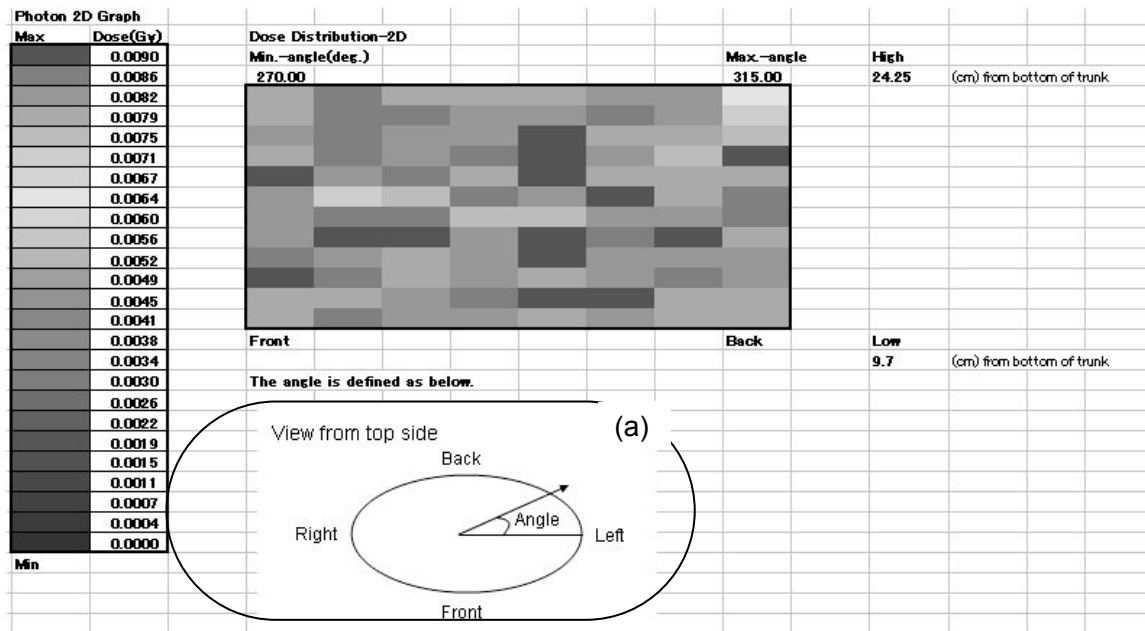 Photon 2D Graph
Max Dose(Gy) Dose Distribution-2D
0.0090 Min.-angle(deg.) Max.-angle High
0.0086 270.00 315.00 24.25 (cm) from bottom of trunk
0.0082
0.0079
0.0075
0.0071
0.0067
0.0064
0.0060
0.0056
0.0052
0.0049
0.0045
0.0041
0.0038 Front Back Low
0.0034 9.7 (cm) from bottom of trunk
0.0030 The angle is defined as below.
0.0026
0.0022
0.0019
0.0015
0.0011
0.0007
0.0004
0.0000
Min
View from top side (a)
Back
Angle
Right Left
Front